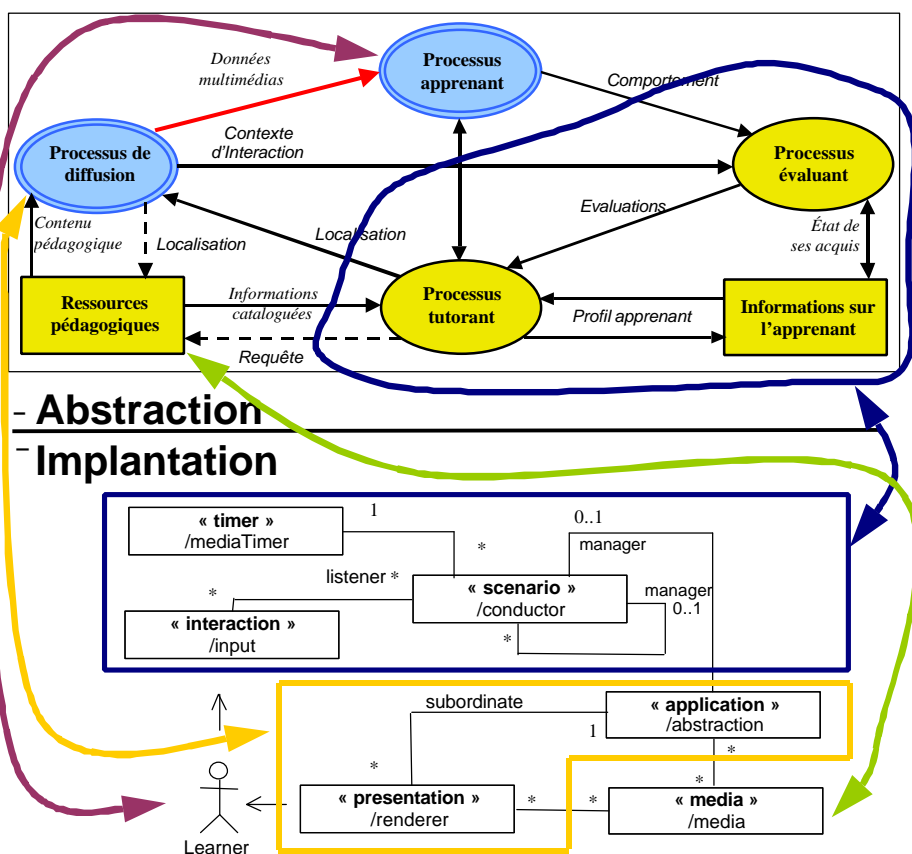 Données
multimédias
Processus
apprenant
Comportement
Contexte
d'Interaction
Processus de
diffusion
Processus
évaluant
Evaluations
Contenu
pédagogique
Localisation
Localisation
État de
ses acquis
Ressources
pédagogiques
Informations
cataloguées
Processus
tutorant
Profil apprenant
Informations sur
l'apprenant
Requête
- Abstraction
- Implantation
« timer »
/mediaTimer
1
*
0..1
manager
listener *
*
« scenario »
/conductor
manager
0..1
*
« interaction »
/input
subordinate
« application »
/abstraction
1
*
*
*
« presentation »
/renderer
*
*
« media »
/media
Learner